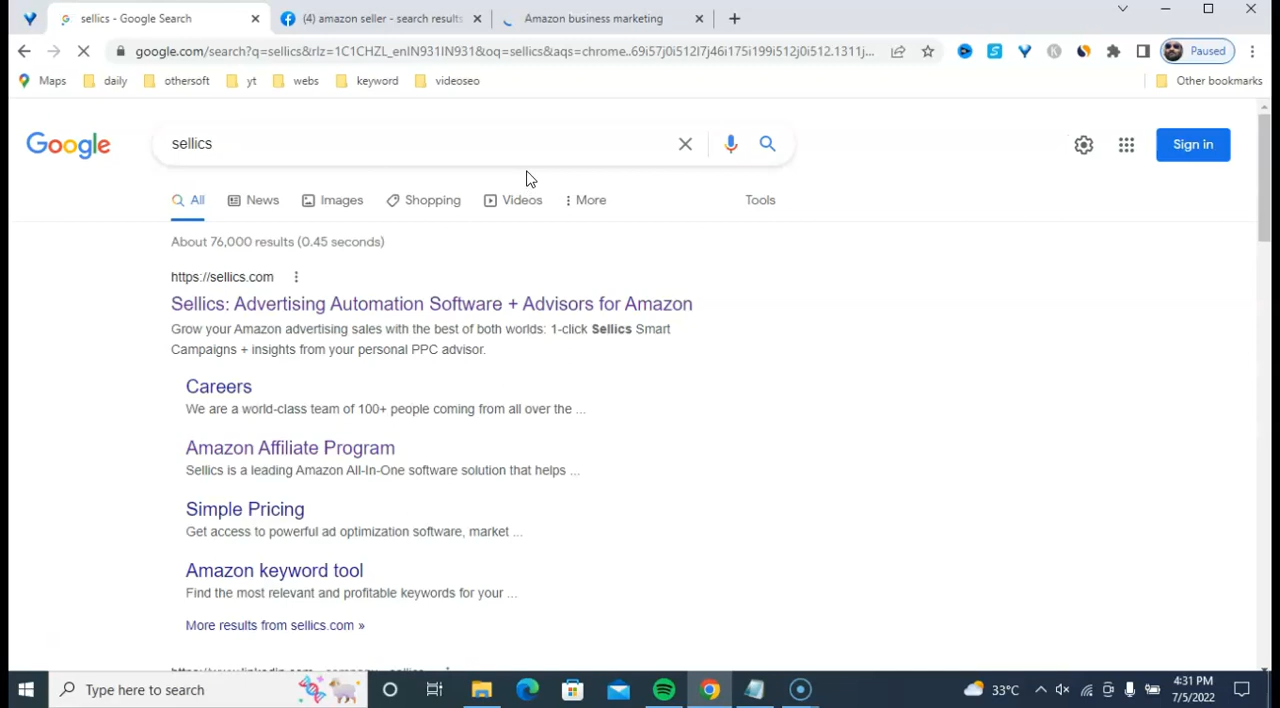 sellics - Google Search
(4) amazon seller - search results
Amazon business marketing
google.com/search?q=sellics&rlz=1C1CHZL_enIN931IN931&oq=sellics&aqs=chrome..69i57j0i512l7j46i175i199i512j0i512.1311j...
Paused
Maps
daily
othersoft
yt
webs
keyword
videoseo
Other bookmarks
Google
sellics
Sign in
All
News
Images
Shopping
Videos
More
Tools
About 76,000 results (0.45 seconds)
https://sellics.com
Sellics: Advertising Automation Software + Advisors for Amazon
Grow your Amazon advertising sales with the best of both worlds: 1-click Sellics Smart
Campaigns + insights from your personal PPC advisor.
Careers
We are a world-class team of 100+ people coming from all over the ...
Amazon Affiliate Program
Sellics is a leading Amazon All-In-One software solution that helps ...
Simple Pricing
Get access to powerful ad optimization software, market ...
Amazon keyword tool
Find the most relevant and profitable keywords for your ...
More results from sellics.com »
Type here to search
33°C
4:31 PM
7/5/2022